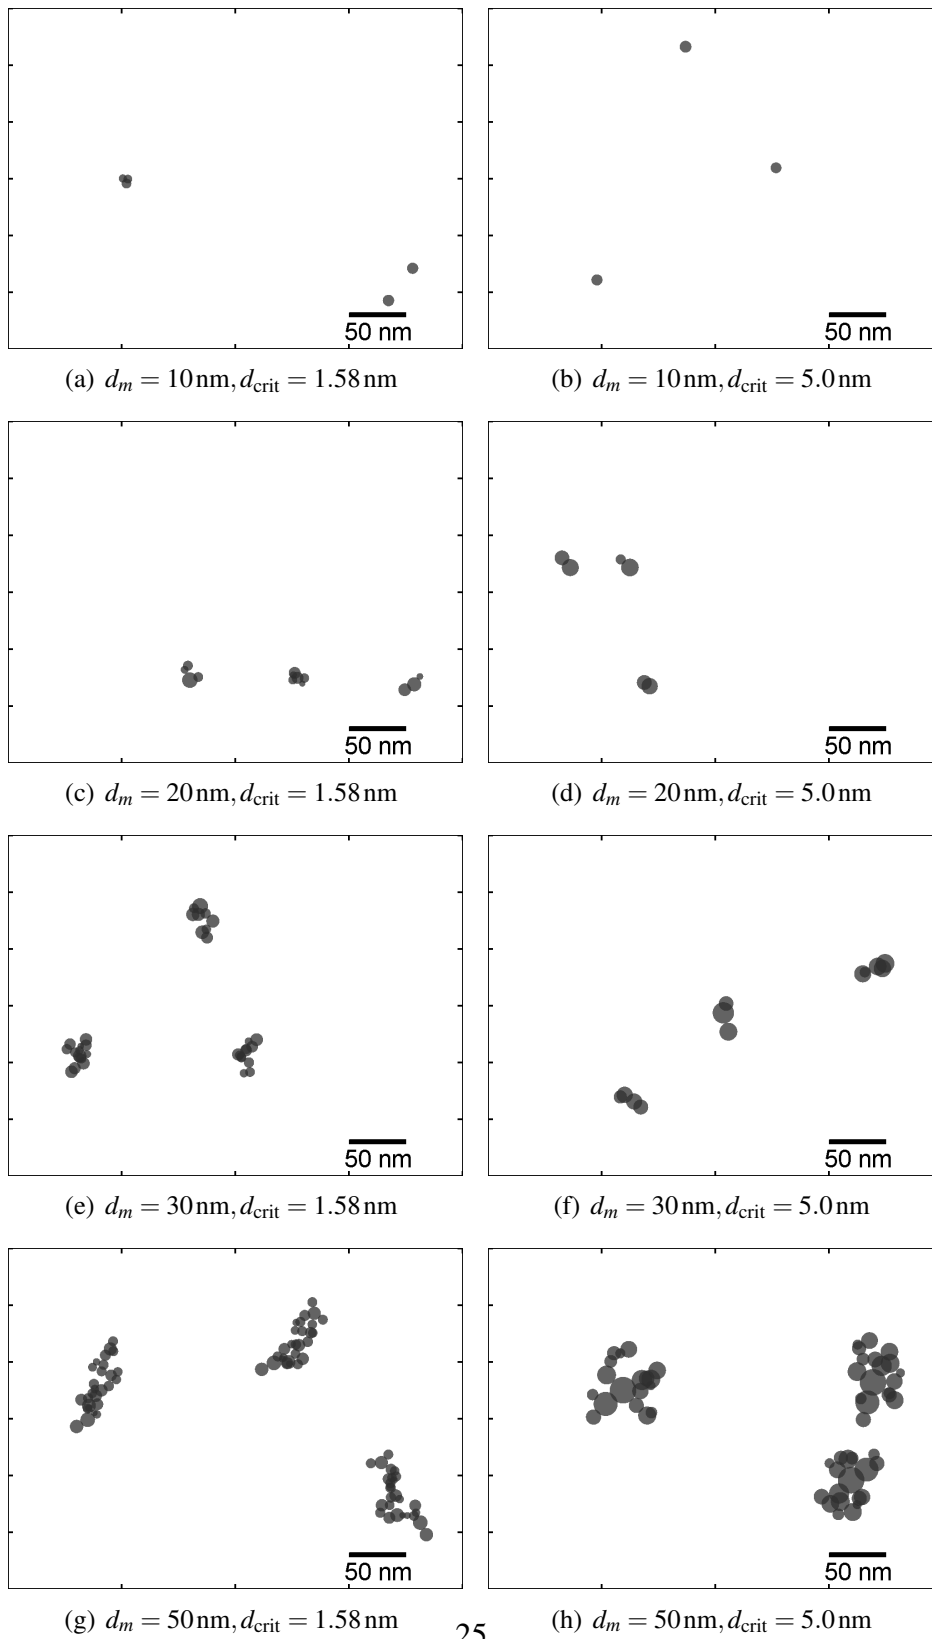 50 nm 50 nm
(a) d_m = 10 nm, d_crit = 1.58 nm (b) d_m = 10 nm, d_crit = 5.0 nm
50 nm 50 nm
(c) d_m = 20 nm, d_crit = 1.58 nm (d) d_m = 20 nm, d_crit = 5.0 nm
50 nm 50 nm
(e) d_m = 30 nm, d_crit = 1.58 nm (f) d_m = 30 nm, d_crit = 5.0 nm
50 nm 50 nm
(g) d_m = 50 nm, d_crit = 1.58 nm (h) d_m = 50 nm, d_crit = 5.0 nm
25